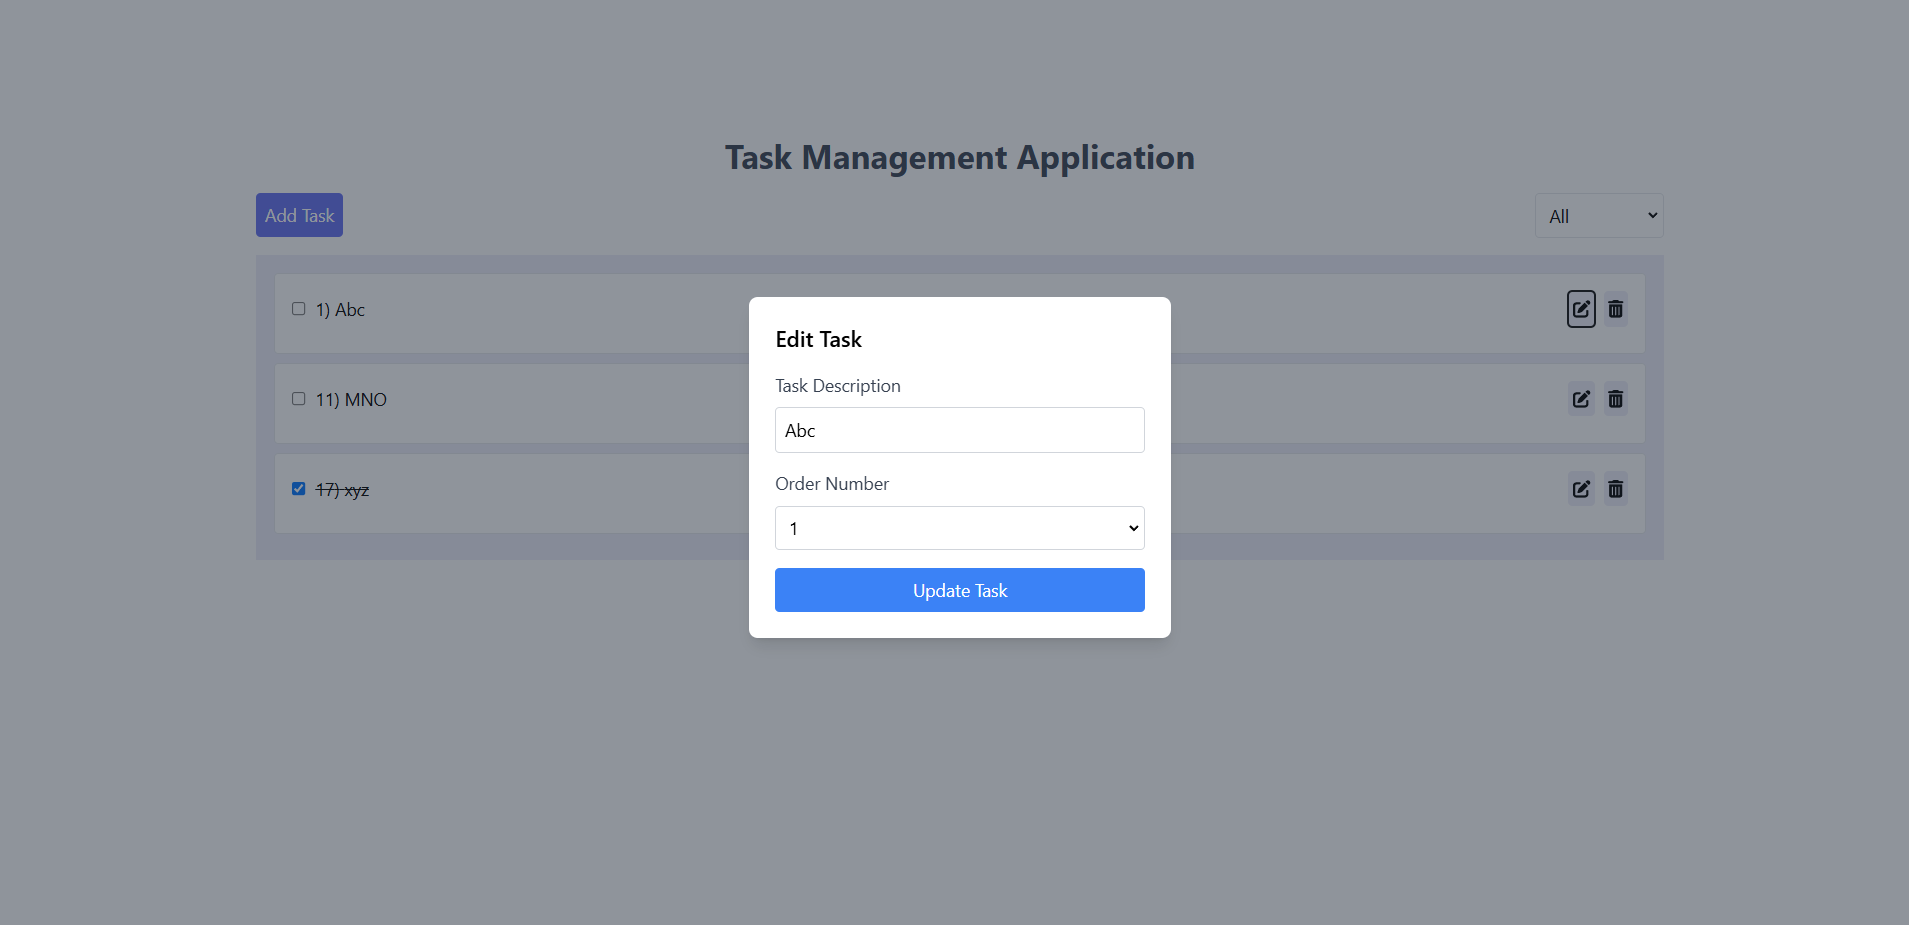 Task Management Application
Add Task
All
1) Abc
11) MNO
17) xyz
Edit Task
Task Description
Abc
Order Number
1
Update Task